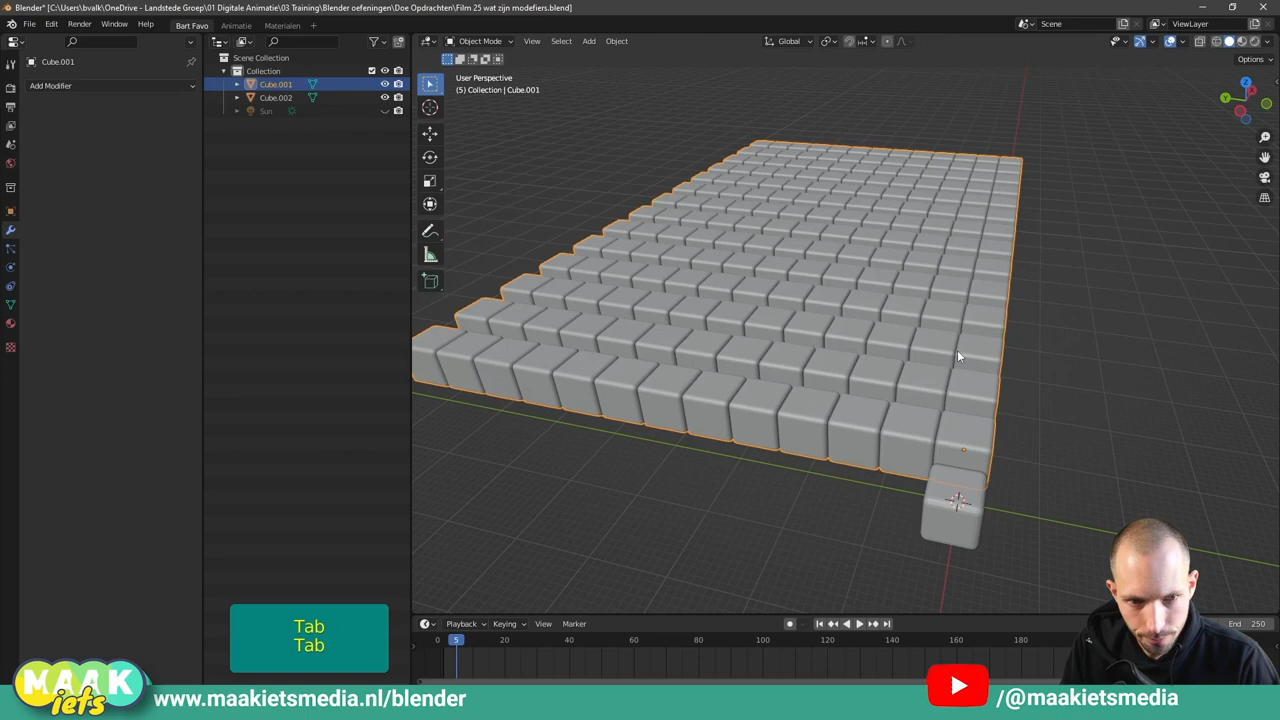 Blender* [C:\Users\bvalk\OneDrive - Landstede Groep\01 Digitale Animatie\03 Training\Blender oefeningen\Doe Opdrachten\Film 25 wat zijn modefiers.blend]
File Edit Render Window Help Bart Favo Animatie Materialen Scene ViewLayer
Object Mode View Select Add Object Global
Options
Cube.001
Add Modifier
Scene Collection
Collection
Cube.001
Cube.002
Sun
User Perspective
(5) Collection | Cube.001
Z
Y
X
Tab
Tab
Playback Keying View Marker End 250
0 5 20 40 60 80 100 120 140 160 180
MAAK
iets
www.maakietsmedia.nl/blender
/@maakietsmedia